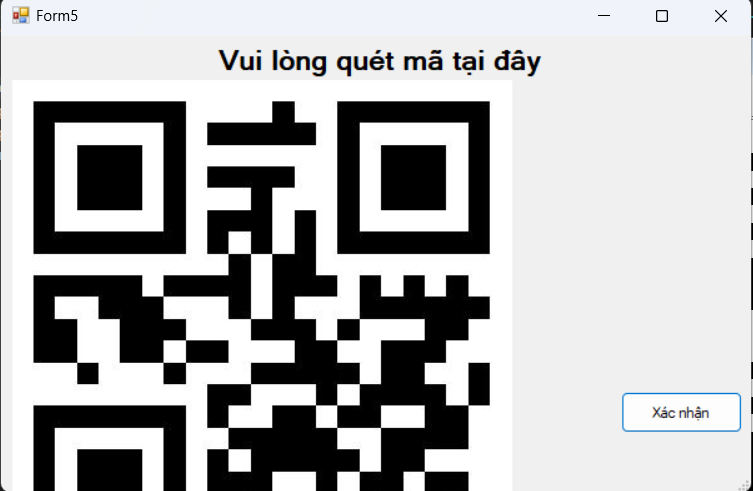 Form5
Vui lòng quét mã tại đây
Xác nhận